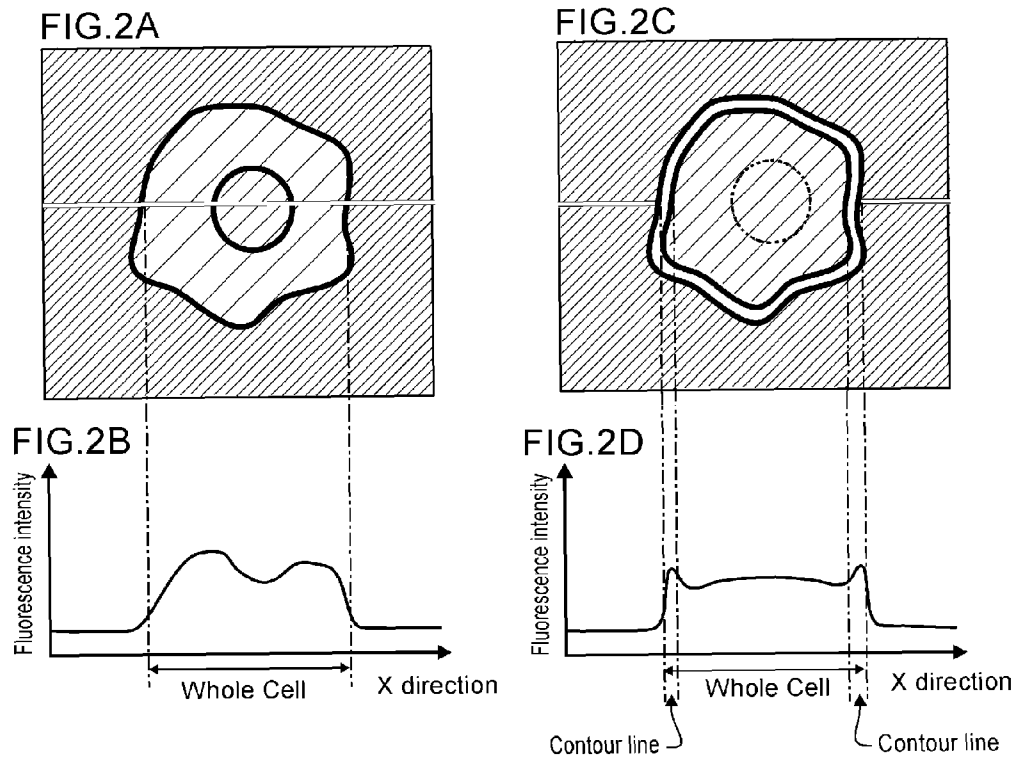 FIG.2A
FIG.2C
FIG.2B
Fluorescence intensity
Whole Cell
X direction
FIG.2D
Fluorescence intensity
Whole Cell
X direction
Contour line
Contour line